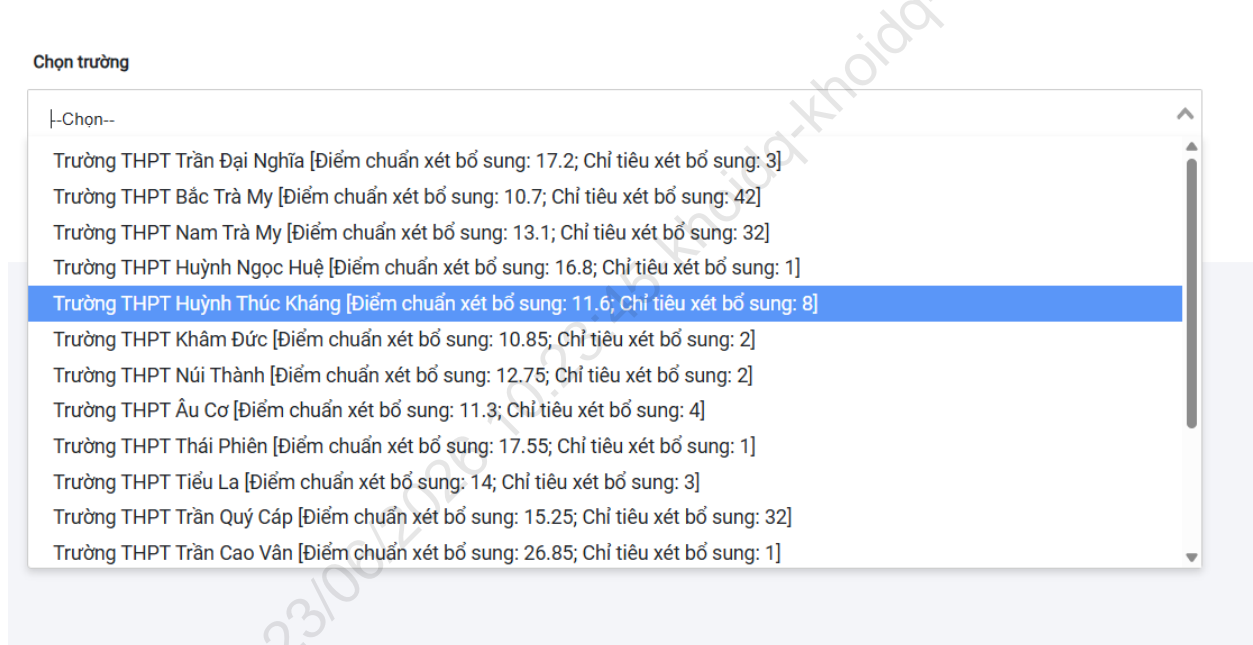 Chọn trường
--Chọn--
Trường THPT Trần Đại Nghĩa [Điểm chuẩn xét bổ sung: 17.2; Chỉ tiêu xét bổ sung: 3]
Trường THPT Bắc Trà My [Điểm chuẩn xét bổ sung: 10.7; Chỉ tiêu xét bổ sung: 42]
Trường THPT Nam Trà My [Điểm chuẩn xét bổ sung: 13.1; Chỉ tiêu xét bổ sung: 32]
Trường THPT Huỳnh Ngọc Huệ [Điểm chuẩn xét bổ sung: 16.8; Chỉ tiêu xét bổ sung: 1]
Trường THPT Huỳnh Thúc Kháng [Điểm chuẩn xét bổ sung: 11.6; Chỉ tiêu xét bổ sung: 8]
Trường THPT Khâm Đức [Điểm chuẩn xét bổ sung: 10.85; Chỉ tiêu xét bổ sung: 2]
Trường THPT Núi Thành [Điểm chuẩn xét bổ sung: 12.75; Chỉ tiêu xét bổ sung: 2]
Trường THPT Âu Cơ [Điểm chuẩn xét bổ sung: 11.3; Chỉ tiêu xét bổ sung: 4]
Trường THPT Thái Phiên [Điểm chuẩn xét bổ sung: 17.55; Chỉ tiêu xét bổ sung: 1]
Trường THPT Tiểu La [Điểm chuẩn xét bổ sung: 14; Chỉ tiêu xét bổ sung: 3]
Trường THPT Trần Quý Cáp [Điểm chuẩn xét bổ sung: 15.25; Chỉ tiêu xét bổ sung: 32]
Trường THPT Trần Cao Vân [Điểm chuẩn xét bổ sung: 26.85; Chỉ tiêu xét bổ sung: 1]
23/06/2026 10:23:45-khoidq-khoidq-